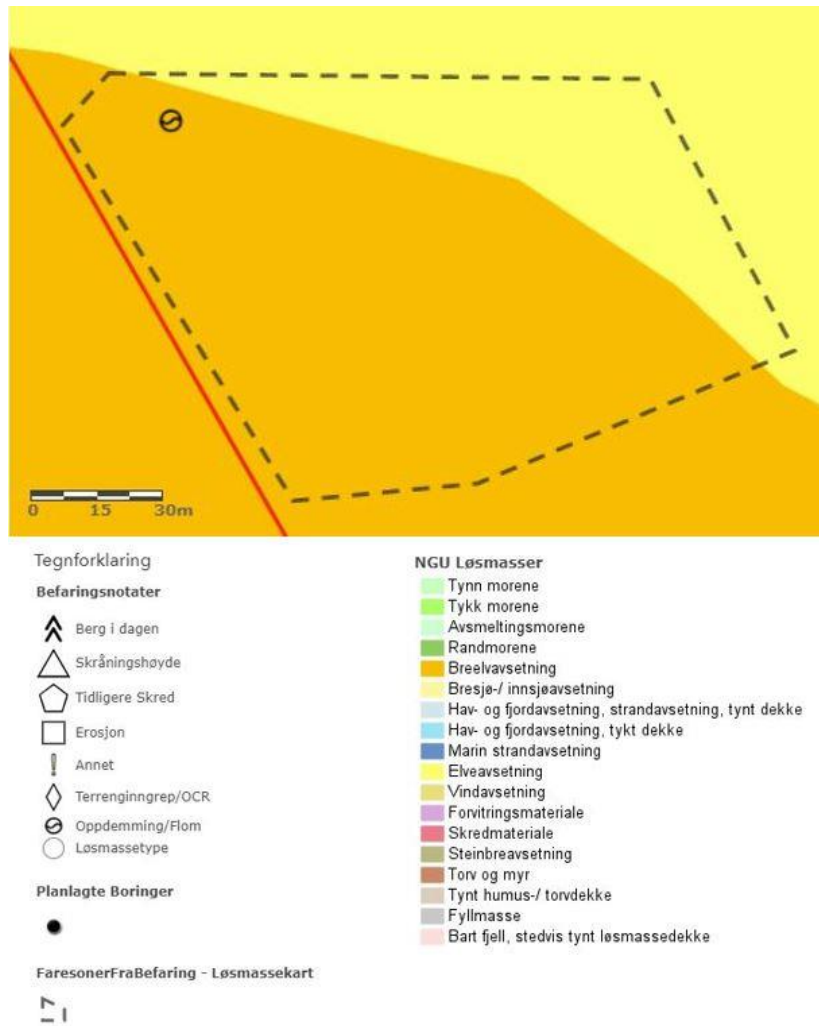 0 15 30m
Tegnforklaring
Befaringsnotater
Berg i dagen
Skråningshøyde
Tidligere Skred
Erosjon
Annet
Terrenginngrep/OCR
Oppdemming/Flom
Løsmassetype
Planlagte Boringer
FaresonerFraBefaring - Løsmassekart
NGU Løsmasser
Tynn morene
Tykk morene
Avsmeltingsmorene
Randmorene
Breelvavsetning
Bresjø-/ innsjøavsetning
Hav- og fjordavsetning, strandavsetning, tynt dekke
Hav- og fjordavsetning, tykt dekke
Marin strandavsetning
Elveavsetning
Vindavsetning
Forvitringsmateriale
Skredmateriale
Steinbreavsetning
Torv og myr
Tynt humus-/ torvdekke
Fyllmasse
Bart fjell, stedvis tynt løsmassedekke